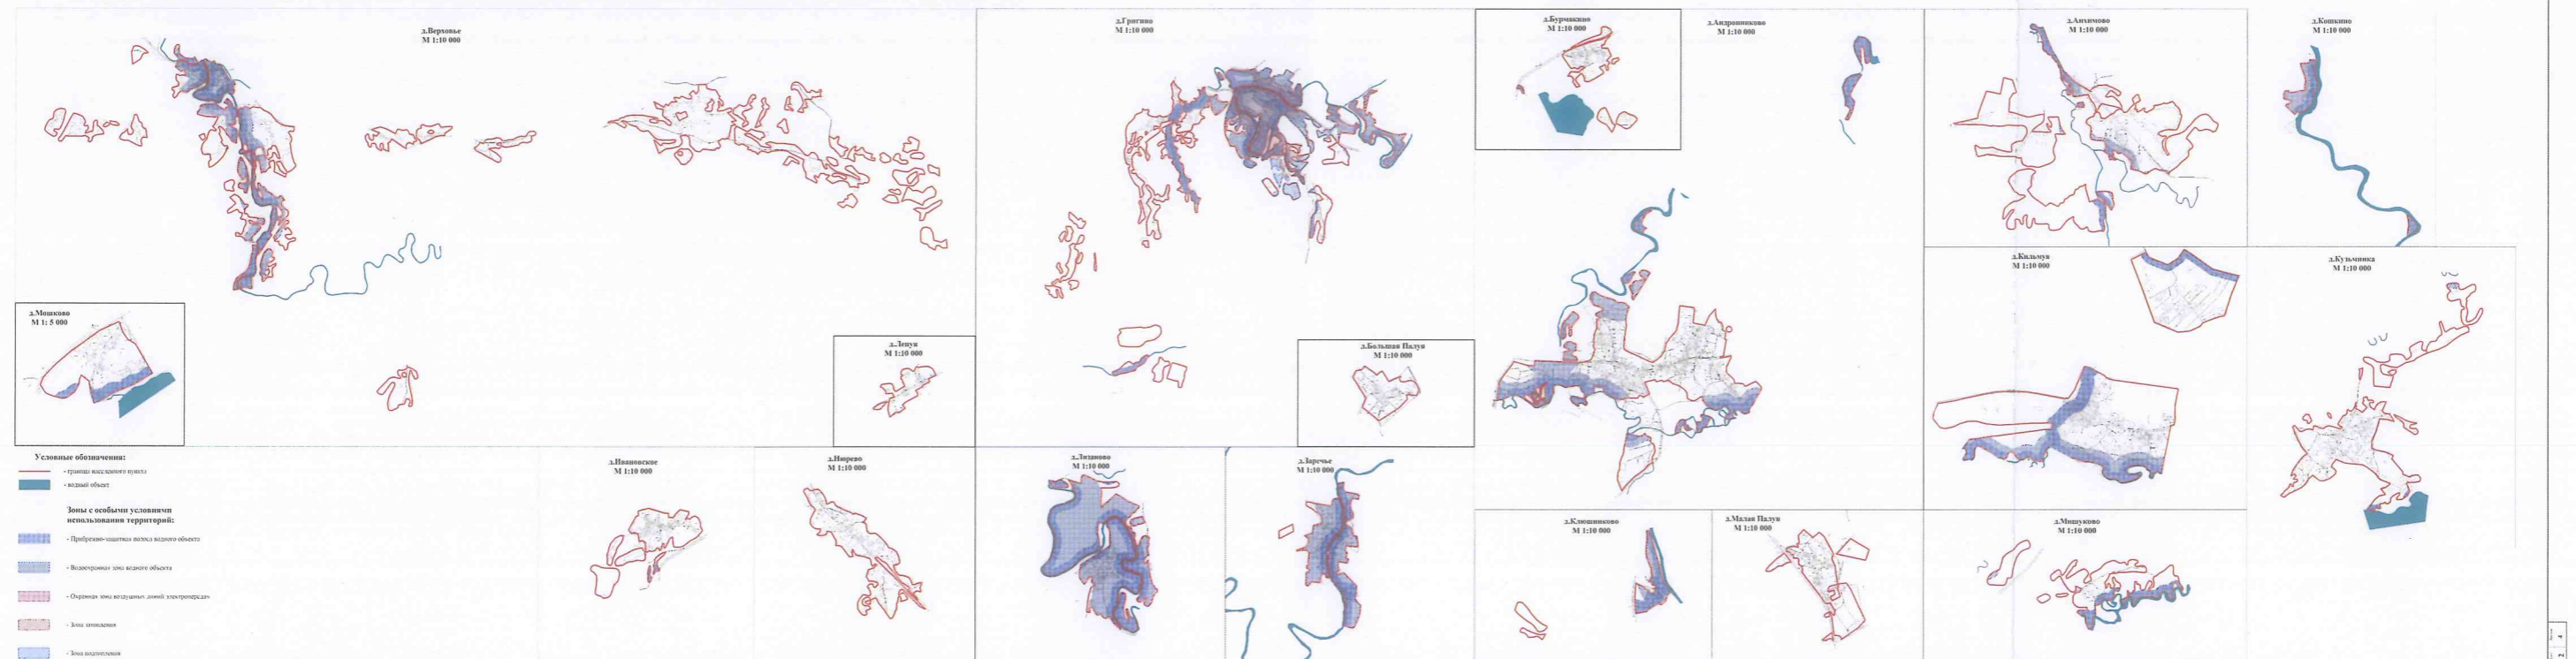 д.Верховье
М 1:10 000
д.Григино
М 1:10 000
д.Бурмакино
М 1:10 000
д.Андронниково
М 1:10 000
д.Анхимово
М 1:10 000
д.Кошкино
М 1:10 000
д.Кильмуя
М 1:10 000
д.Кузьминка
М 1:10 000
д.Мошково
М 1: 5 000
д.Лепуя
М 1:10 000
д.Большая Палуя
М 1:10 000
Условные обозначения:
- граница населенного пункта
- водный объект
Зоны с особыми условиями
использования территорий:
- Прибрежно-защитная полоса водного объекта
- Водоохранная зона водного объекта
- Охранная зона воздушных линий электропередач
- Зона затопления
- Зона подтопления
д.Ивановское
М 1:10 000
д.Игорево
М 1:10 000
д.Лизаново
М 1:10 000
д.Заречье
М 1:10 000
д.Клюшниково
М 1:10 000
д.Малая Палуя
М 1:10 000
д.Мишуково
М 1:10 000